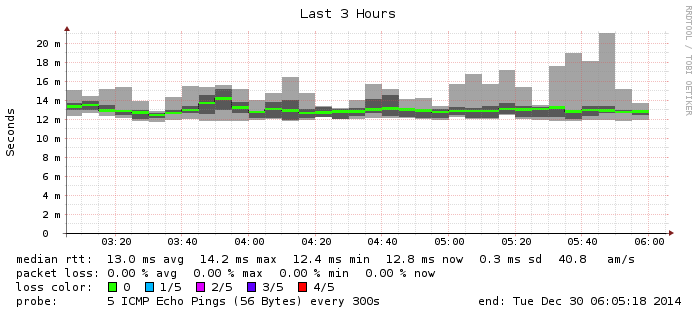 Last 3 Hours
RRDTOOL / TOBI OETIKER
Seconds
20 m
18 m
16 m
14 m
12 m
10 m
8 m
6 m
4 m
2 m
0
03:20 03:40 04:00 04:20 04:40 05:00 05:20 05:40 06:00
median rtt: 13.0 ms avg 14.2 ms max 12.4 ms min 12.8 ms now 0.3 ms sd 40.8 am/s
packet loss: 0.00 % avg 0.00 % max 0.00 % min 0.00 % now
loss color: 0 1/5 2/5 3/5 4/5
probe: 5 ICMP Echo Pings (56 Bytes) every 300s end: Tue Dec 30 06:05:18 2014